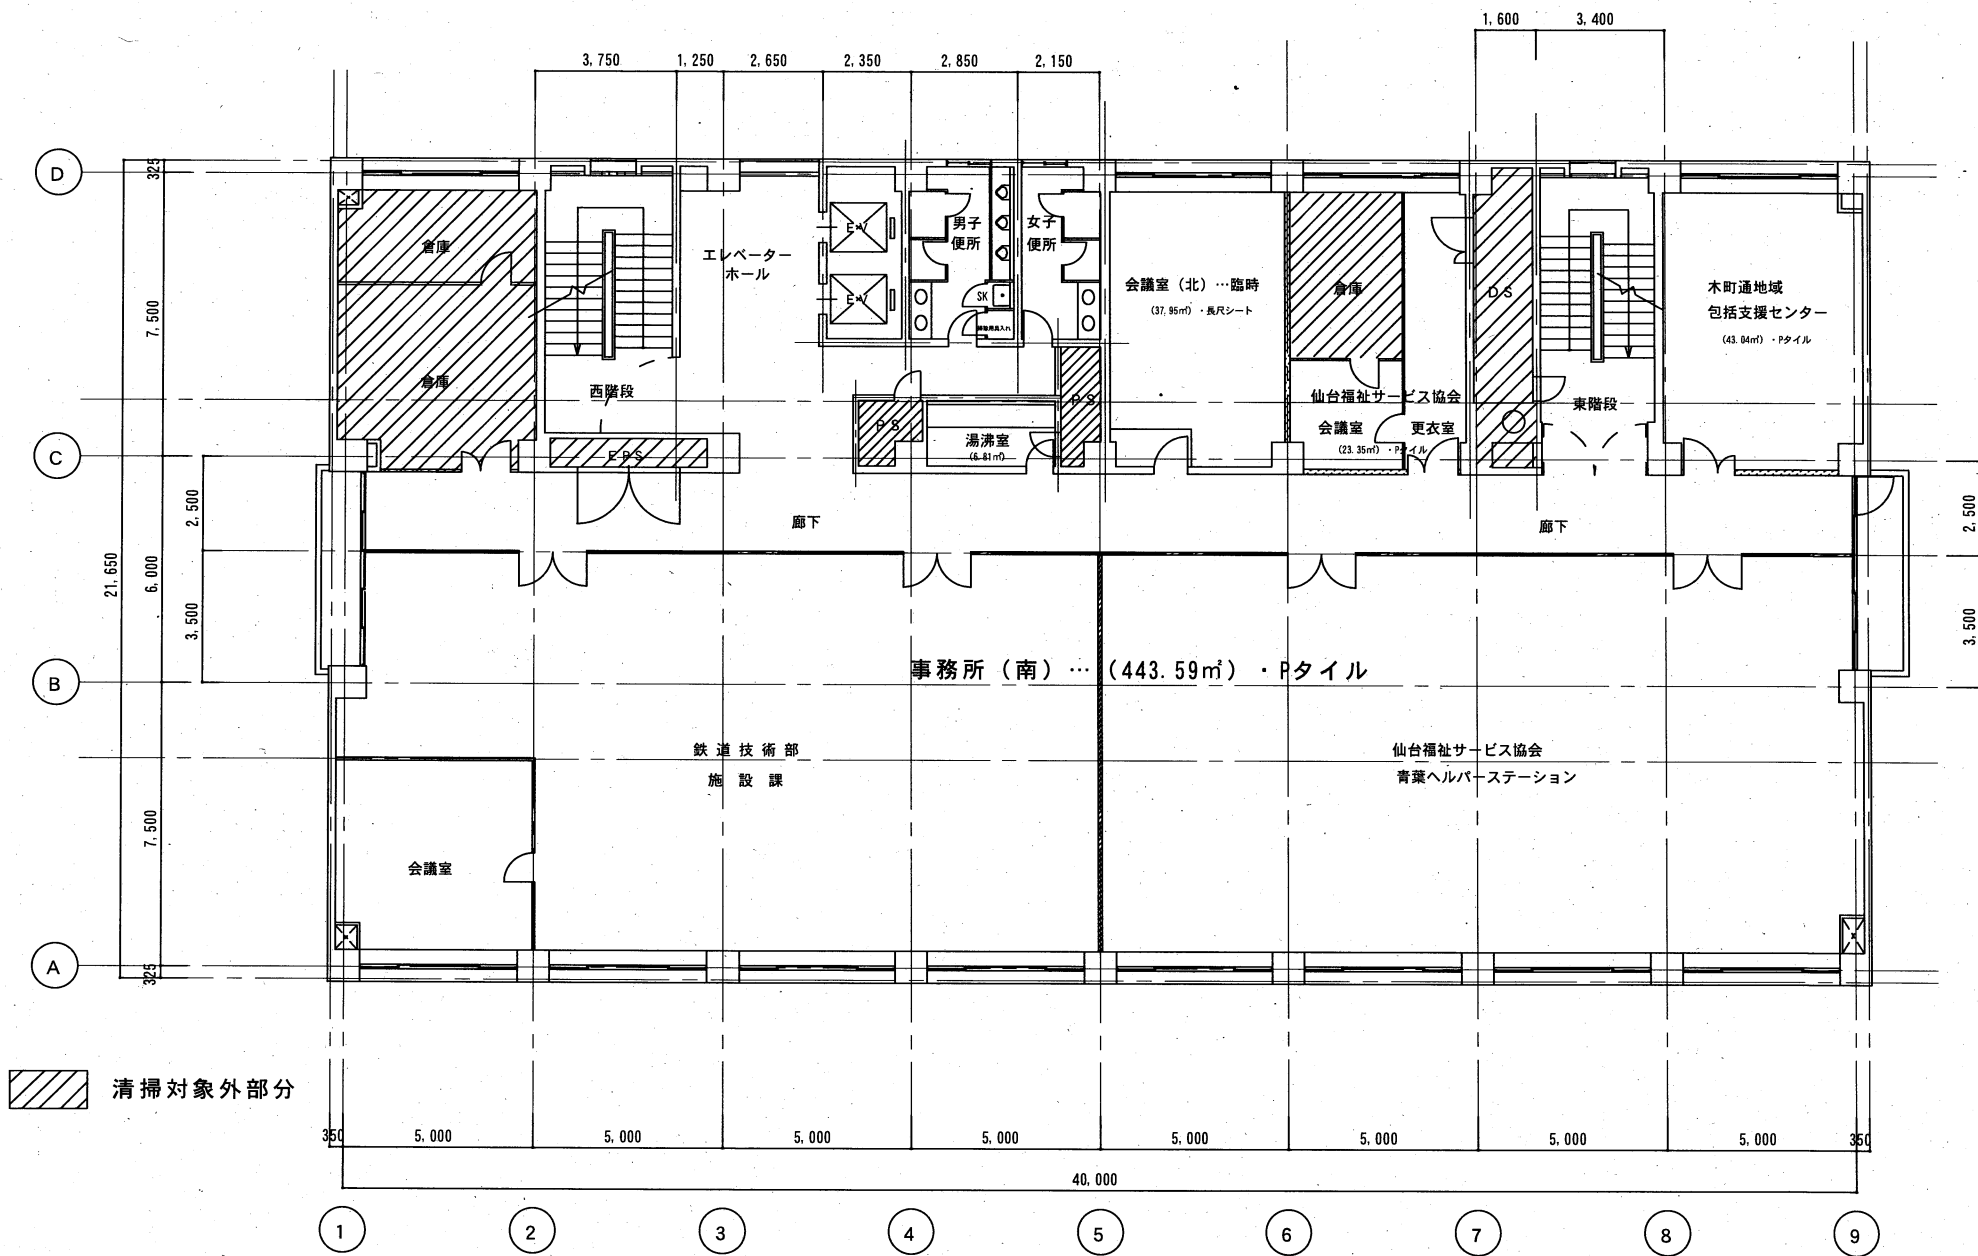 1,600
3,400
3,750
1,250
2,650
2,350
2,850
2,150
D
325
倉庫
エレベーター
ホール
EV
EV
男子
便所
女子
便所
SK
掃除用具入れ
会議室（北）…臨時
(37.95㎡)・長尺シート
倉庫
DS
木町通地域
包括支援センター
(43.04㎡)・Pタイル
7,500
倉庫
西階段
PS
PS
湯沸室
(6.81㎡)
仙台福祉サービス協会
会議室
更衣室
(23.35㎡)・Pタイル
東階段
C
EPS
2,500
廊下
廊下
2,500
21,650
6,000
3,500
3,500
B
事務所（南）…（443.59㎡）・Pタイル
鉄道技術部
施設課
仙台福祉サービス協会
青葉ヘルパーステーション
7,500
会議室
A
325
清掃対象外部分
350
5,000
5,000
5,000
5,000
5,000
5,000
5,000
5,000
350
40,000
1
2
3
4
5
6
7
8
9